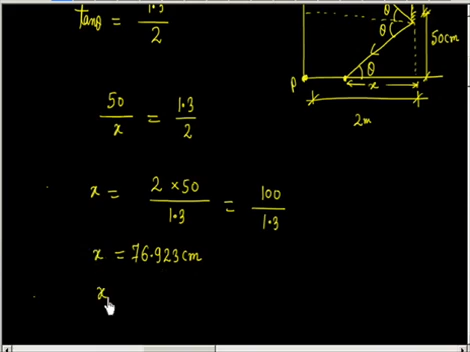 tanθ = 1.3 / 2
θ
θ
50cm
θ
P
x
2m
50 / x = 1.3 / 2
x = 2 × 50 / 1.3 = 100 / 1.3
x = 76.923cm
x